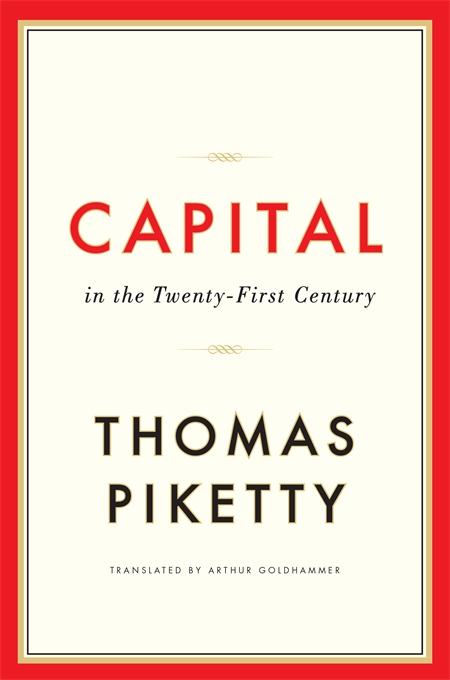 CAPITAL
in the Twenty-First Century
THOMAS
PIKETTY
TRANSLATED BY ARTHUR GOLDHAMMER